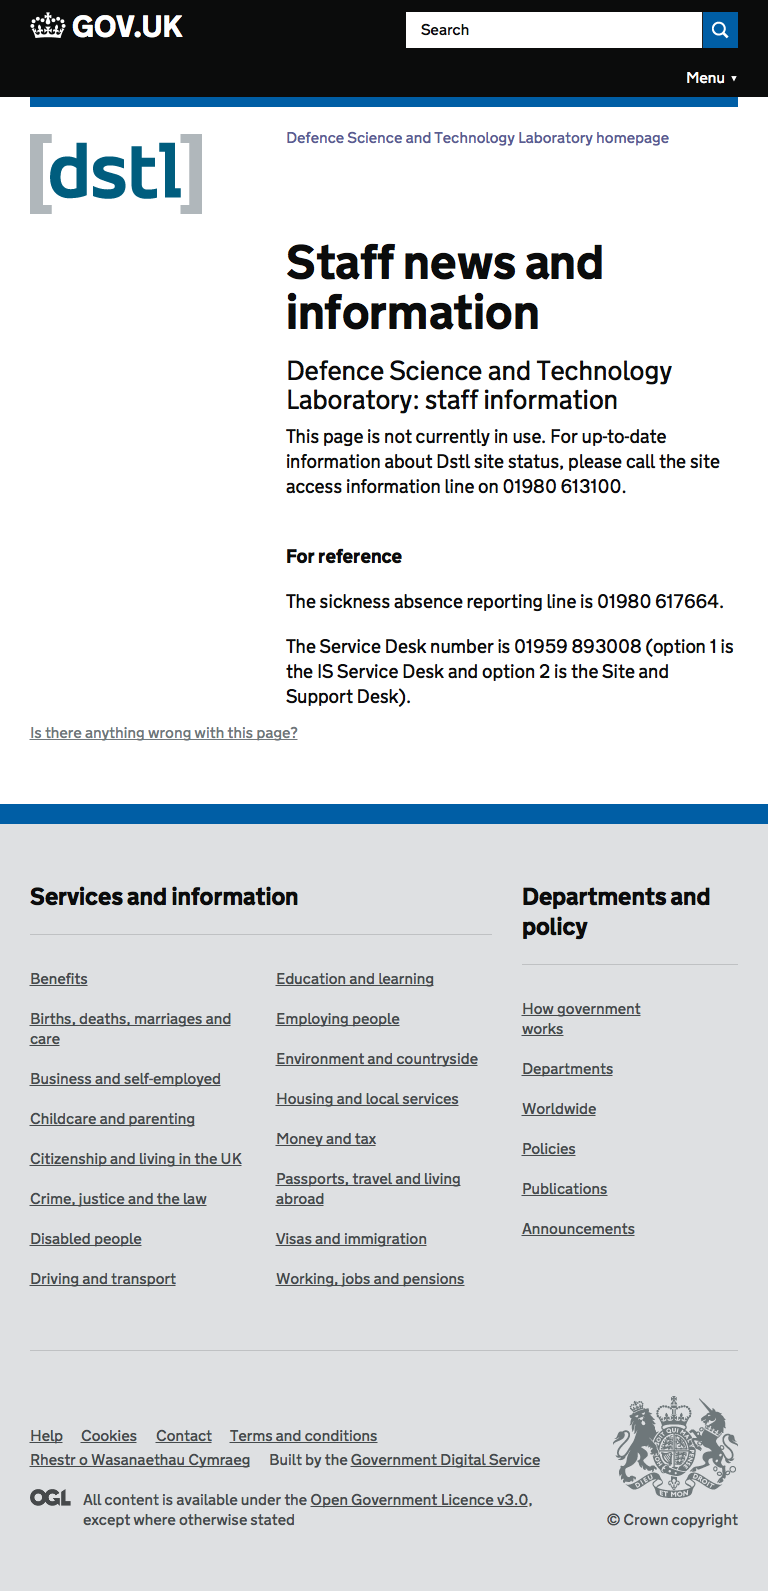 GOV.UK
Search
Menu ▼
[dstl]
Defence Science and Technology Laboratory homepage
Staff news and
information
Defence Science and Technology
Laboratory: staff information
This page is not currently in use. For up-to-date
information about Dstl site status, please call the site
access information line on 01980 613100.
For reference
The sickness absence reporting line is 01980 617664.
The Service Desk number is 01959 893008 (option 1 is
the IS Service Desk and option 2 is the Site and
Support Desk).
Is there anything wrong with this page?
Services and information
Benefits
Births, deaths, marriages and
care
Business and self-employed
Childcare and parenting
Citizenship and living in the UK
Crime, justice and the law
Disabled people
Driving and transport
Education and learning
Employing people
Environment and countryside
Housing and local services
Money and tax
Passports, travel and living
abroad
Visas and immigration
Working, jobs and pensions
Departments and
policy
How government
works
Departments
Worldwide
Policies
Publications
Announcements
Help Cookies Contact Terms and conditions
Rhestr o Wasanaethau Cymraeg Built by the Government Digital Service
OGL All content is available under the Open Government Licence v3.0,
except where otherwise stated
DIEU ET MON DROIT
© Crown copyright